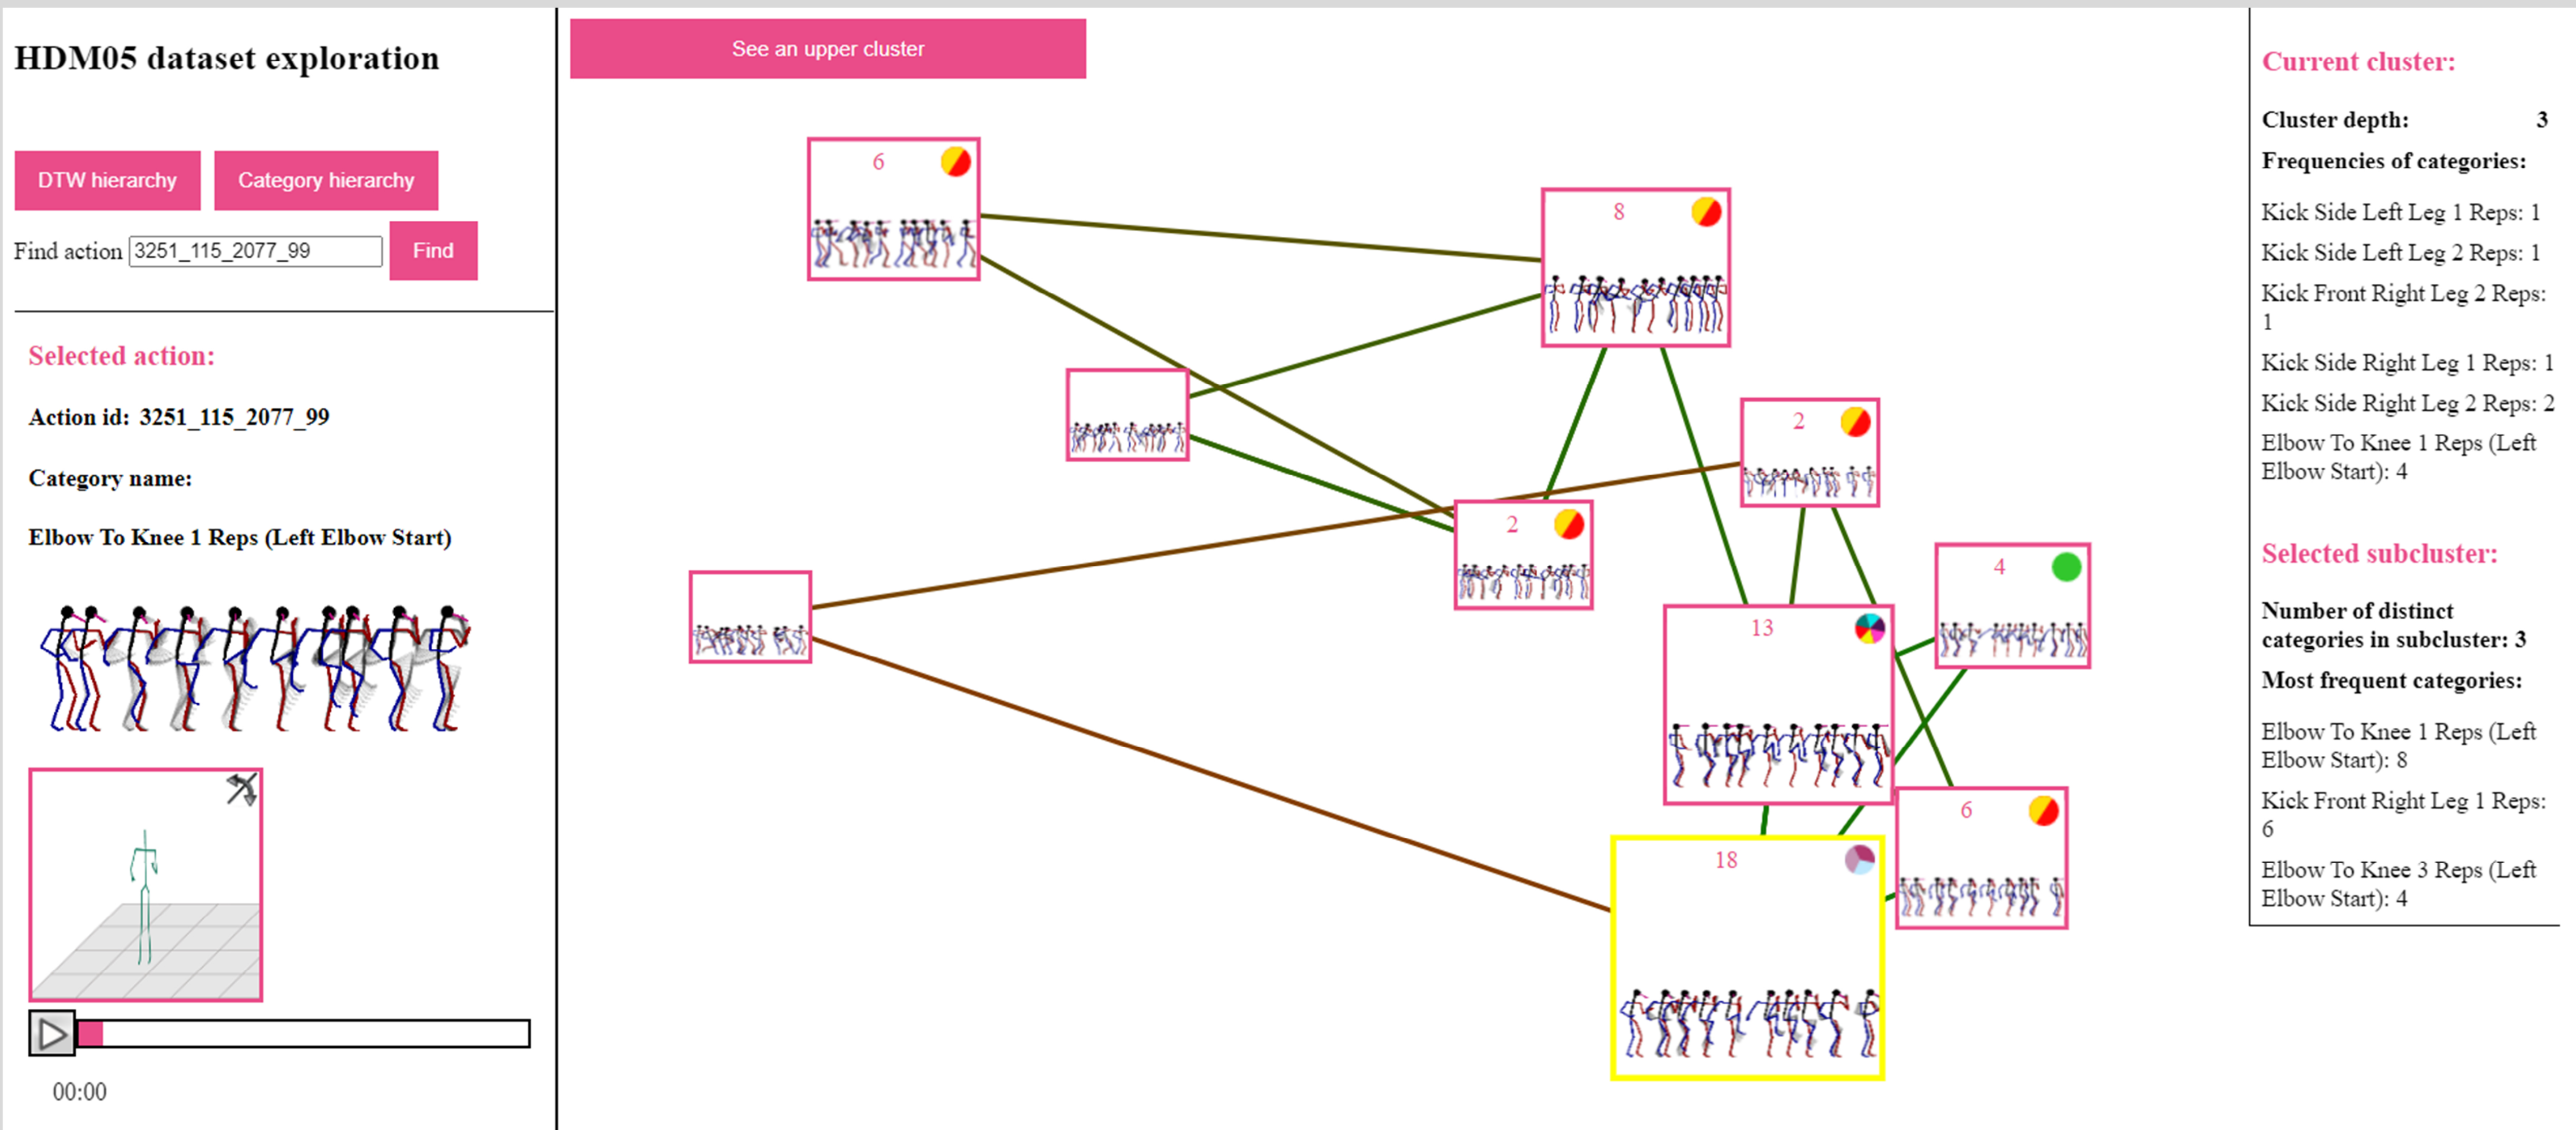 HDM05 dataset exploration
DTW hierarchy
Category hierarchy
Find action
3251_115_2077_99
Find
Selected action:
Action id: 3251_115_2077_99
Category name:
Elbow To Knee 1 Reps (Left Elbow Start)
00:00
See an upper cluster
6
8
2
2
4
13
6
18
Current cluster:
Cluster depth: 3
Frequencies of categories:
Kick Side Left Leg 1 Reps: 1
Kick Side Left Leg 2 Reps: 1
Kick Front Right Leg 2 Reps:
1
Kick Side Right Leg 1 Reps: 1
Kick Side Right Leg 2 Reps: 2
Elbow To Knee 1 Reps (Left
Elbow Start): 4
Selected subcluster:
Number of distinct
categories in subcluster: 3
Most frequent categories:
Elbow To Knee 1 Reps (Left
Elbow Start): 8
Kick Front Right Leg 1 Reps:
6
Elbow To Knee 3 Reps (Left
Elbow Start): 4